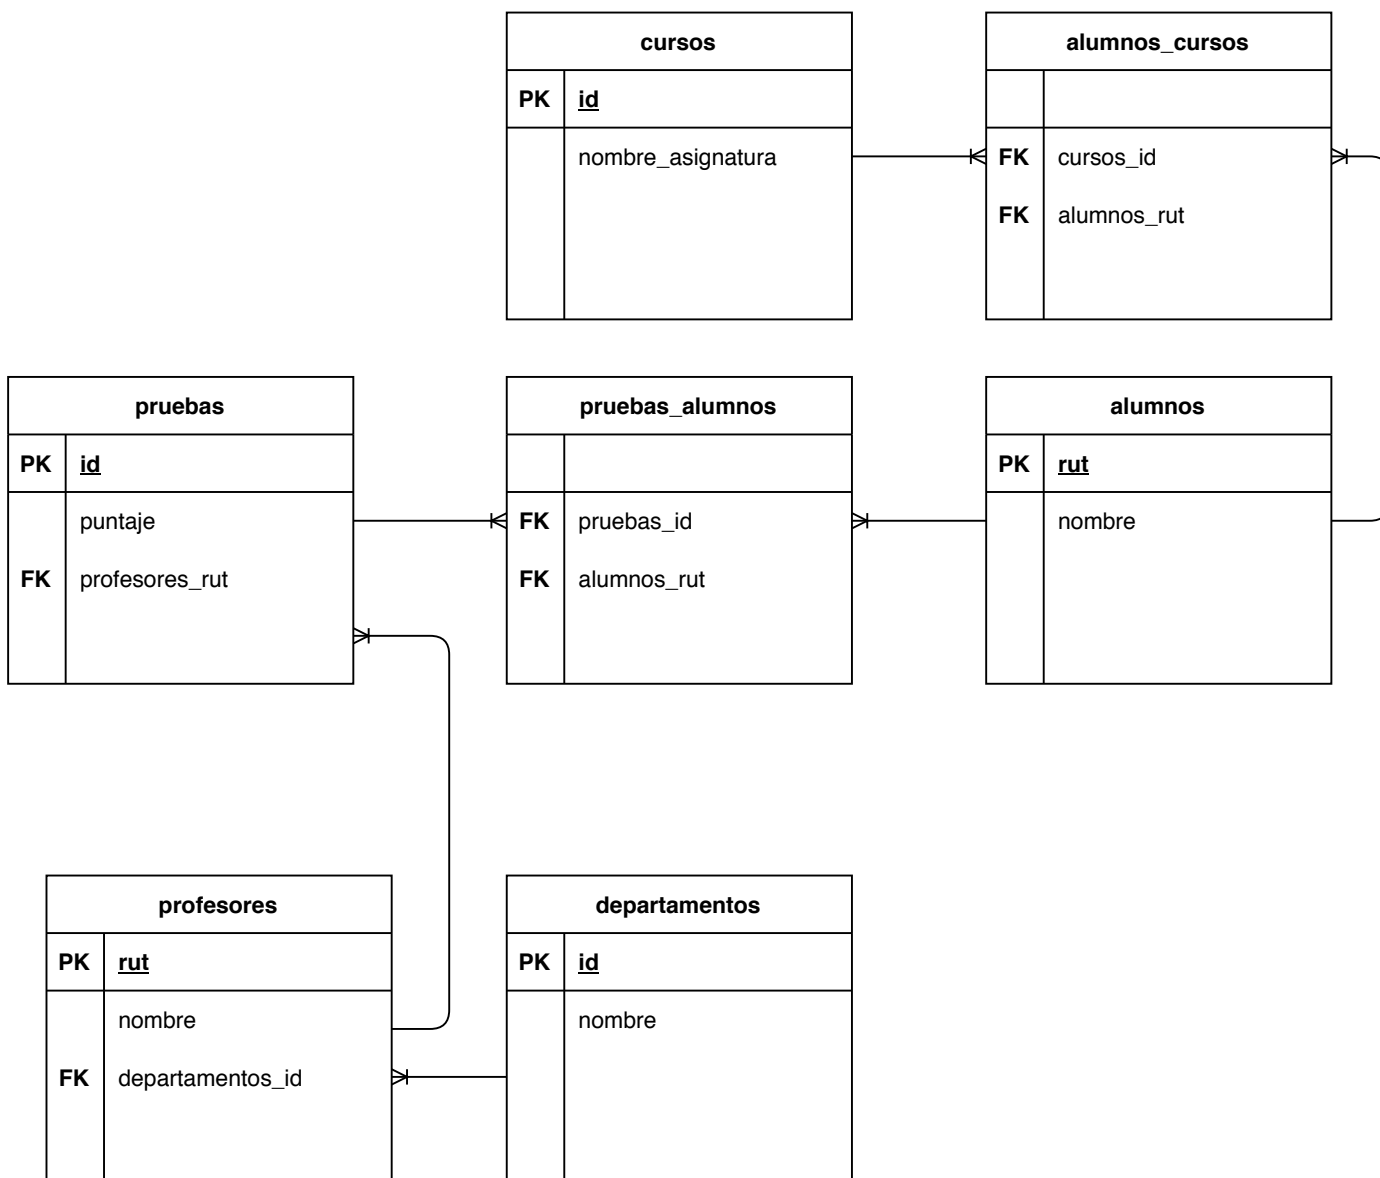 cursos
PK id
nombre_asignatura
alumnos_cursos
FK cursos_id
FK alumnos_rut
pruebas
PK id
puntaje
FK profesores_rut
pruebas_alumnos
FK pruebas_id
FK alumnos_rut
alumnos
PK rut
nombre
profesores
PK rut
nombre
FK departamentos_id
departamentos
PK id
nombre